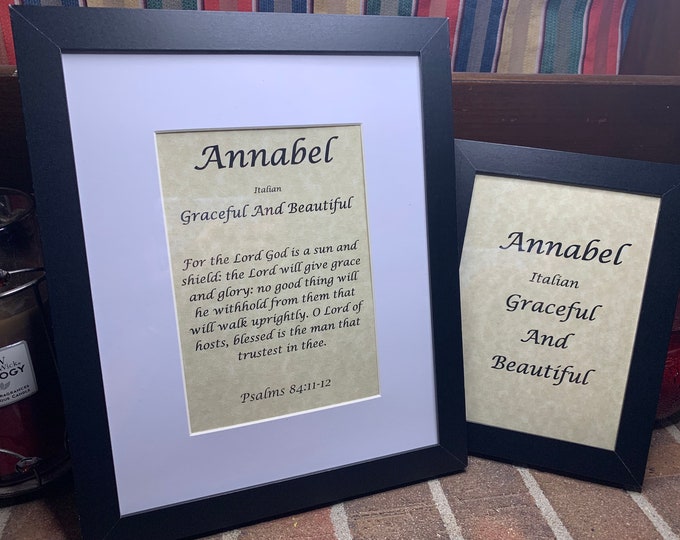 Annabel
Italian
Graceful And Beautiful
For the Lord God is a sun and
shield: the Lord will give grace
and glory: no good thing will
he withhold from them that
will walk uprightly. O Lord of
hosts, blessed is the man that
trustest in thee.
Psalms 84:11-12
Annabel
Italian
Graceful
And
Beautiful